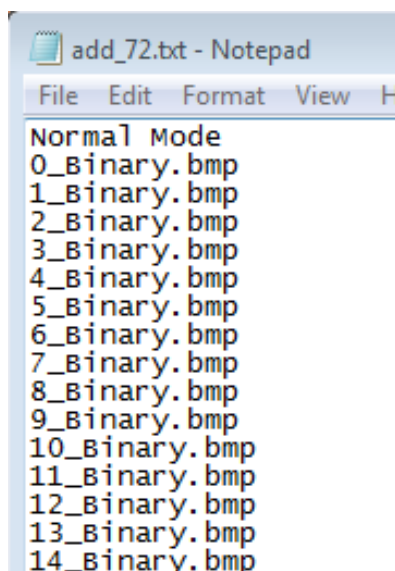 add_72.txt - Notepad
File Edit Format View H
Normal Mode
0_Binary.bmp
1_Binary.bmp
2_Binary.bmp
3_Binary.bmp
4_Binary.bmp
5_Binary.bmp
6_Binary.bmp
7_Binary.bmp
8_Binary.bmp
9_Binary.bmp
10_Binary.bmp
11_Binary.bmp
12_Binary.bmp
13_Binary.bmp
14_Binary.bmp